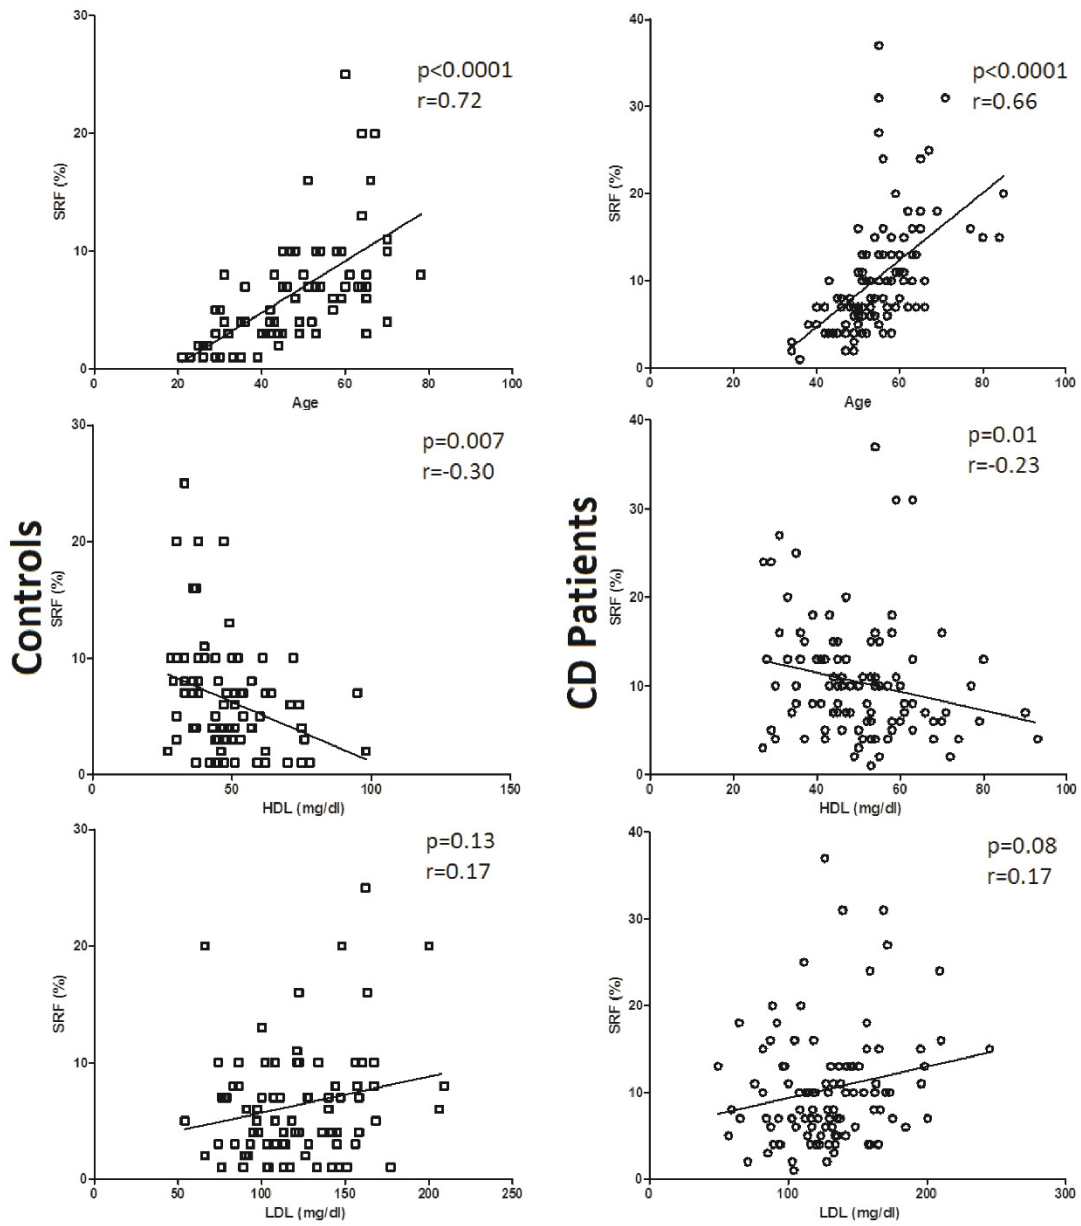 30
20
10
0
SRF (%)
0 20 40 60 80 100
Age
p<0.0001
r=0.72
40
30
20
10
0
SRF (%)
0 20 40 60 80 100
Age
p<0.0001
r=0.66
Controls
30
20
10
0
SRF (%)
0 50 100 150
HDL (mg/dl)
p=0.007
r=-0.30
CD Patients
40
30
20
10
0
SRF (%)
0 20 40 60 80 100
HDL (mg/dl)
p=0.01
r=-0.23
30
20
10
0
SRF (%)
0 50 100 150 200 250
LDL (mg/dl)
p=0.13
r=0.17
40
30
20
10
0
SRF (%)
0 100 200 300
LDL (mg/dl)
p=0.08
r=0.17